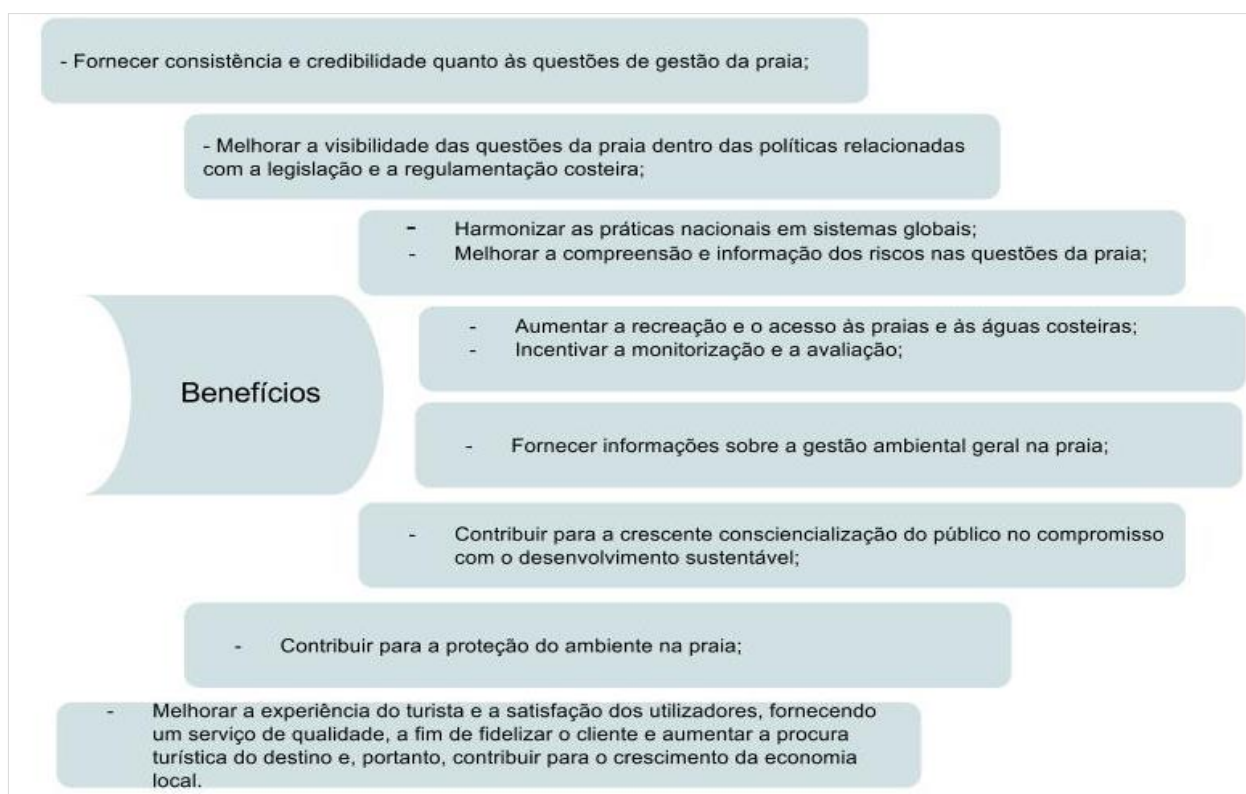 - Fornecer consistência e credibilidade quanto às questões de gestão da praia;
- Melhorar a visibilidade das questões da praia dentro das políticas relacionadas
com a legislação e a regulamentação costeira;
- Harmonizar as práticas nacionais em sistemas globais;
- Melhorar a compreensão e informação dos riscos nas questões da praia;
- Aumentar a recreação e o acesso às praias e às águas costeiras;
- Incentivar a monitorização e a avaliação;
Benefícios
- Fornecer informações sobre a gestão ambiental geral na praia;
- Contribuir para a crescente consciencialização do público no compromisso
com o desenvolvimento sustentável;
- Contribuir para a proteção do ambiente na praia;
- Melhorar a experiência do turista e a satisfação dos utilizadores, fornecendo
um serviço de qualidade, a fim de fidelizar o cliente e aumentar a procura
turística do destino e, portanto, contribuir para o crescimento da economia
local.